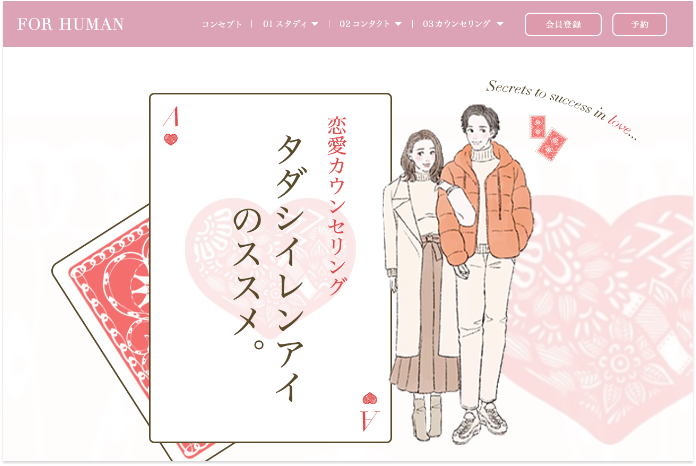 FOR HUMAN
コンセプト
01 スタディ
02 コンタクト
03 カウンセリング
会員登録
予約
A
恋愛カウンセリング
タダシイレンアイ
のススメ。
Secrets to success in love...
A